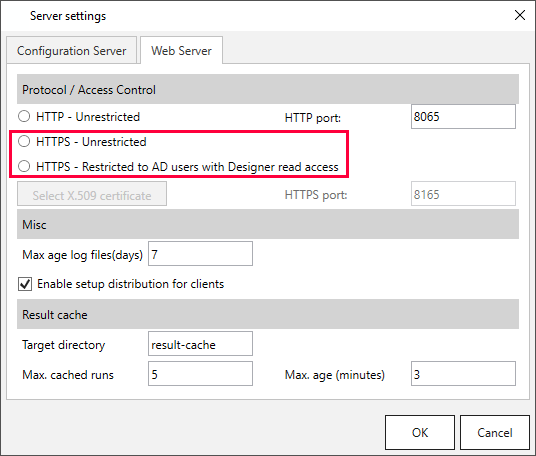 Server settings
Configuration Server Web Server
Protocol / Access Control
HTTP - Unrestricted HTTP port: 8065
HTTPS - Unrestricted
HTTPS - Restricted to AD users with Designer read access
Select X.509 certificate HTTPS port: 8165
Misc
Max age log files(days) 7
Enable setup distribution for clients
Result cache
Target directory result-cache
Max. cached runs 5 Max. age (minutes) 3
OK Cancel